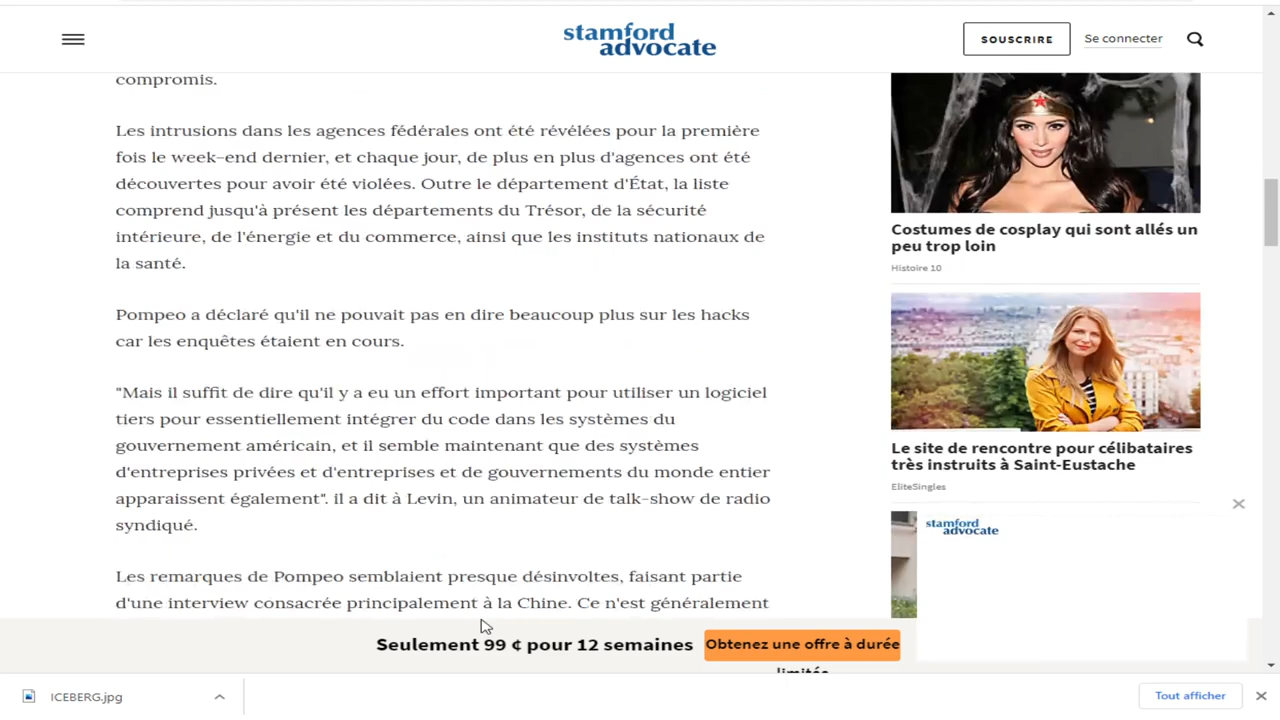 stamford
advocate
SOUSCRIRE
Se connecter
compromis.
Les intrusions dans les agences fédérales ont été révélées pour la première
fois le week-end dernier, et chaque jour, de plus en plus d'agences ont été
découvertes pour avoir été violées. Outre le département d'État, la liste
comprend jusqu'à présent les départements du Trésor, de la sécurité
intérieure, de l'énergie et du commerce, ainsi que les instituts nationaux de
la santé.
Pompeo a déclaré qu'il ne pouvait pas en dire beaucoup plus sur les hacks
car les enquêtes étaient en cours.
"Mais il suffit de dire qu'il y a eu un effort important pour utiliser un logiciel
tiers pour essentiellement intégrer du code dans les systèmes du
gouvernement américain, et il semble maintenant que des systèmes
d'entreprises privées et d'entreprises et de gouvernements du monde entier
apparaissent également". il a dit à Levin, un animateur de talk-show de radio
syndiqué.
Les remarques de Pompeo semblaient presque désinvoltes, faisant partie
d'une interview consacrée principalement à la Chine. Ce n'est généralement
Costumes de cosplay qui sont allés un
peu trop loin
Histoire 10
Le site de rencontre pour célibataires
très instruits à Saint-Eustache
EliteSingles
stamford
advocate
Seulement 99 ¢ pour 12 semaines
Obtenez une offre à durée
limitée
ICEBERG.jpg
Tout afficher